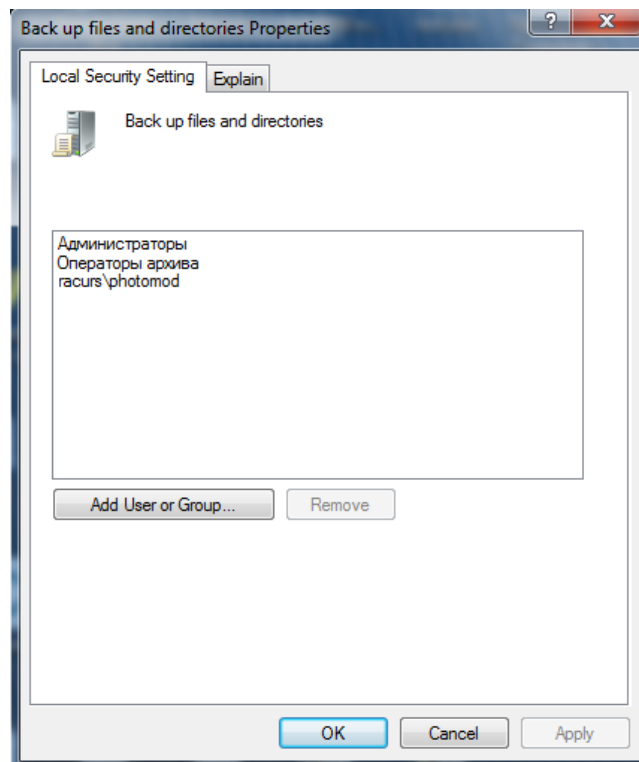 Back up files and directories Properties
?
X
Local Security Setting
Explain
Back up files and directories
Администраторы
Операторы архива
racurs\photomod
Add User or Group...
Remove
OK
Cancel
Apply